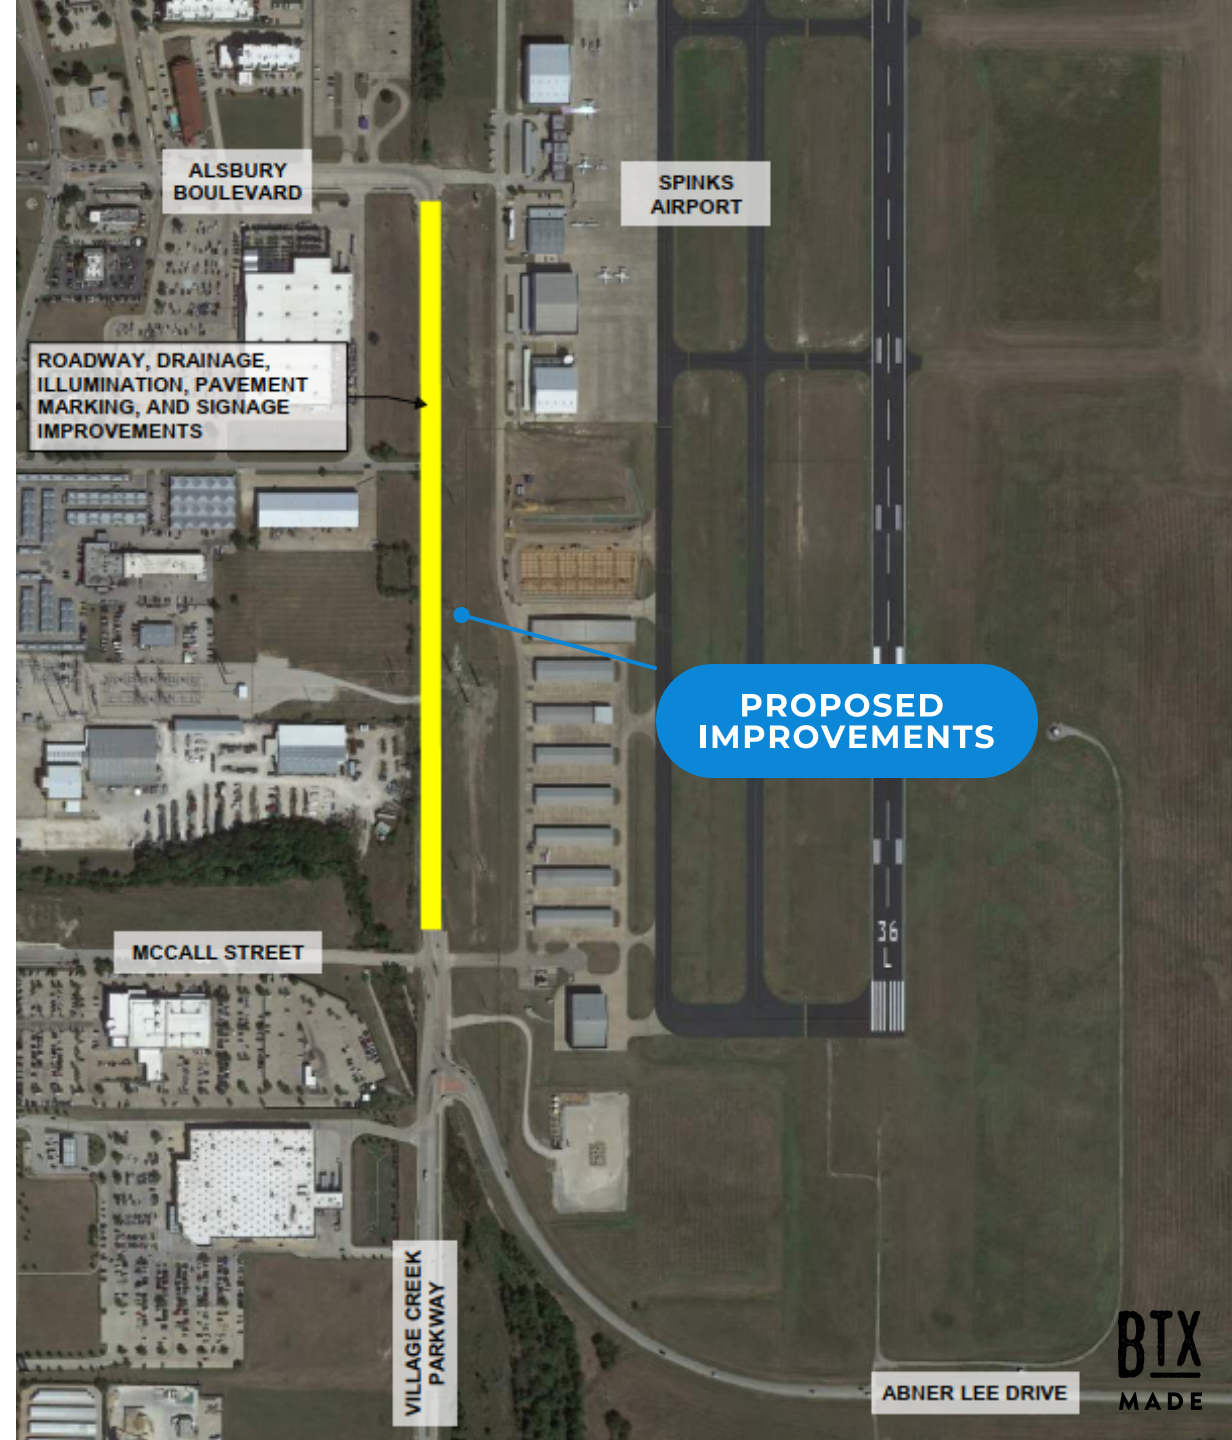 ALSBURY
BOULEVARD
SPINKS
AIRPORT
ROADWAY, DRAINAGE,
ILLUMINATION, PAVEMENT
MARKING, AND SIGNAGE
IMPROVEMENTS
PROPOSED
IMPROVEMENTS
36
L
MCCALL STREET
VILLAGE CREEK
PARKWAY
ABNER LEE DRIVE
BTX
MADE